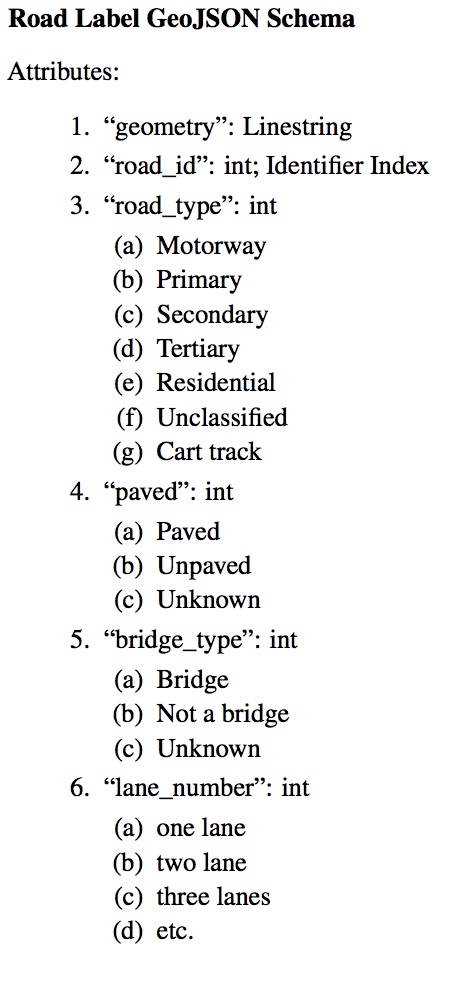 Road Label GeoJSON Schema
Attributes:
1. “geometry”: Linestring
2. “road_id”: int; Identifier Index
3. “road_type”: int
(a) Motorway
(b) Primary
(c) Secondary
(d) Tertiary
(e) Residential
(f) Unclassified
(g) Cart track
4. “paved”: int
(a) Paved
(b) Unpaved
(c) Unknown
5. “bridge_type”: int
(a) Bridge
(b) Not a bridge
(c) Unknown
6. “lane_number”: int
(a) one lane
(b) two lane
(c) three lanes
(d) etc.